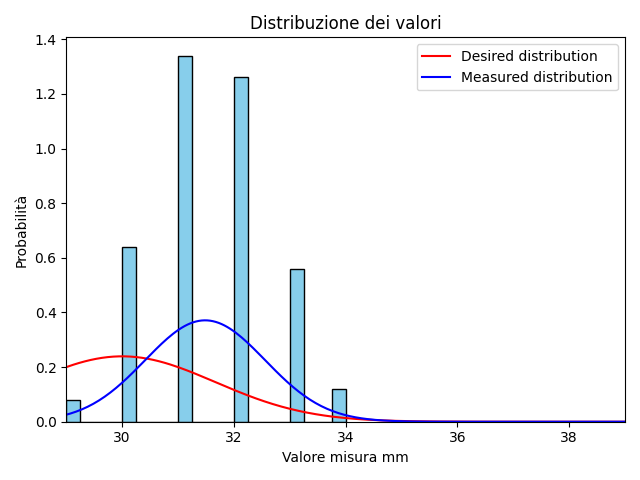 Distribuzione dei valori
1.4
1.2
1.0
0.8
0.6
0.4
0.2
0.0
Probabilità
Desired distribution
Measured distribution
30 32 34 36 38
Valore misura mm